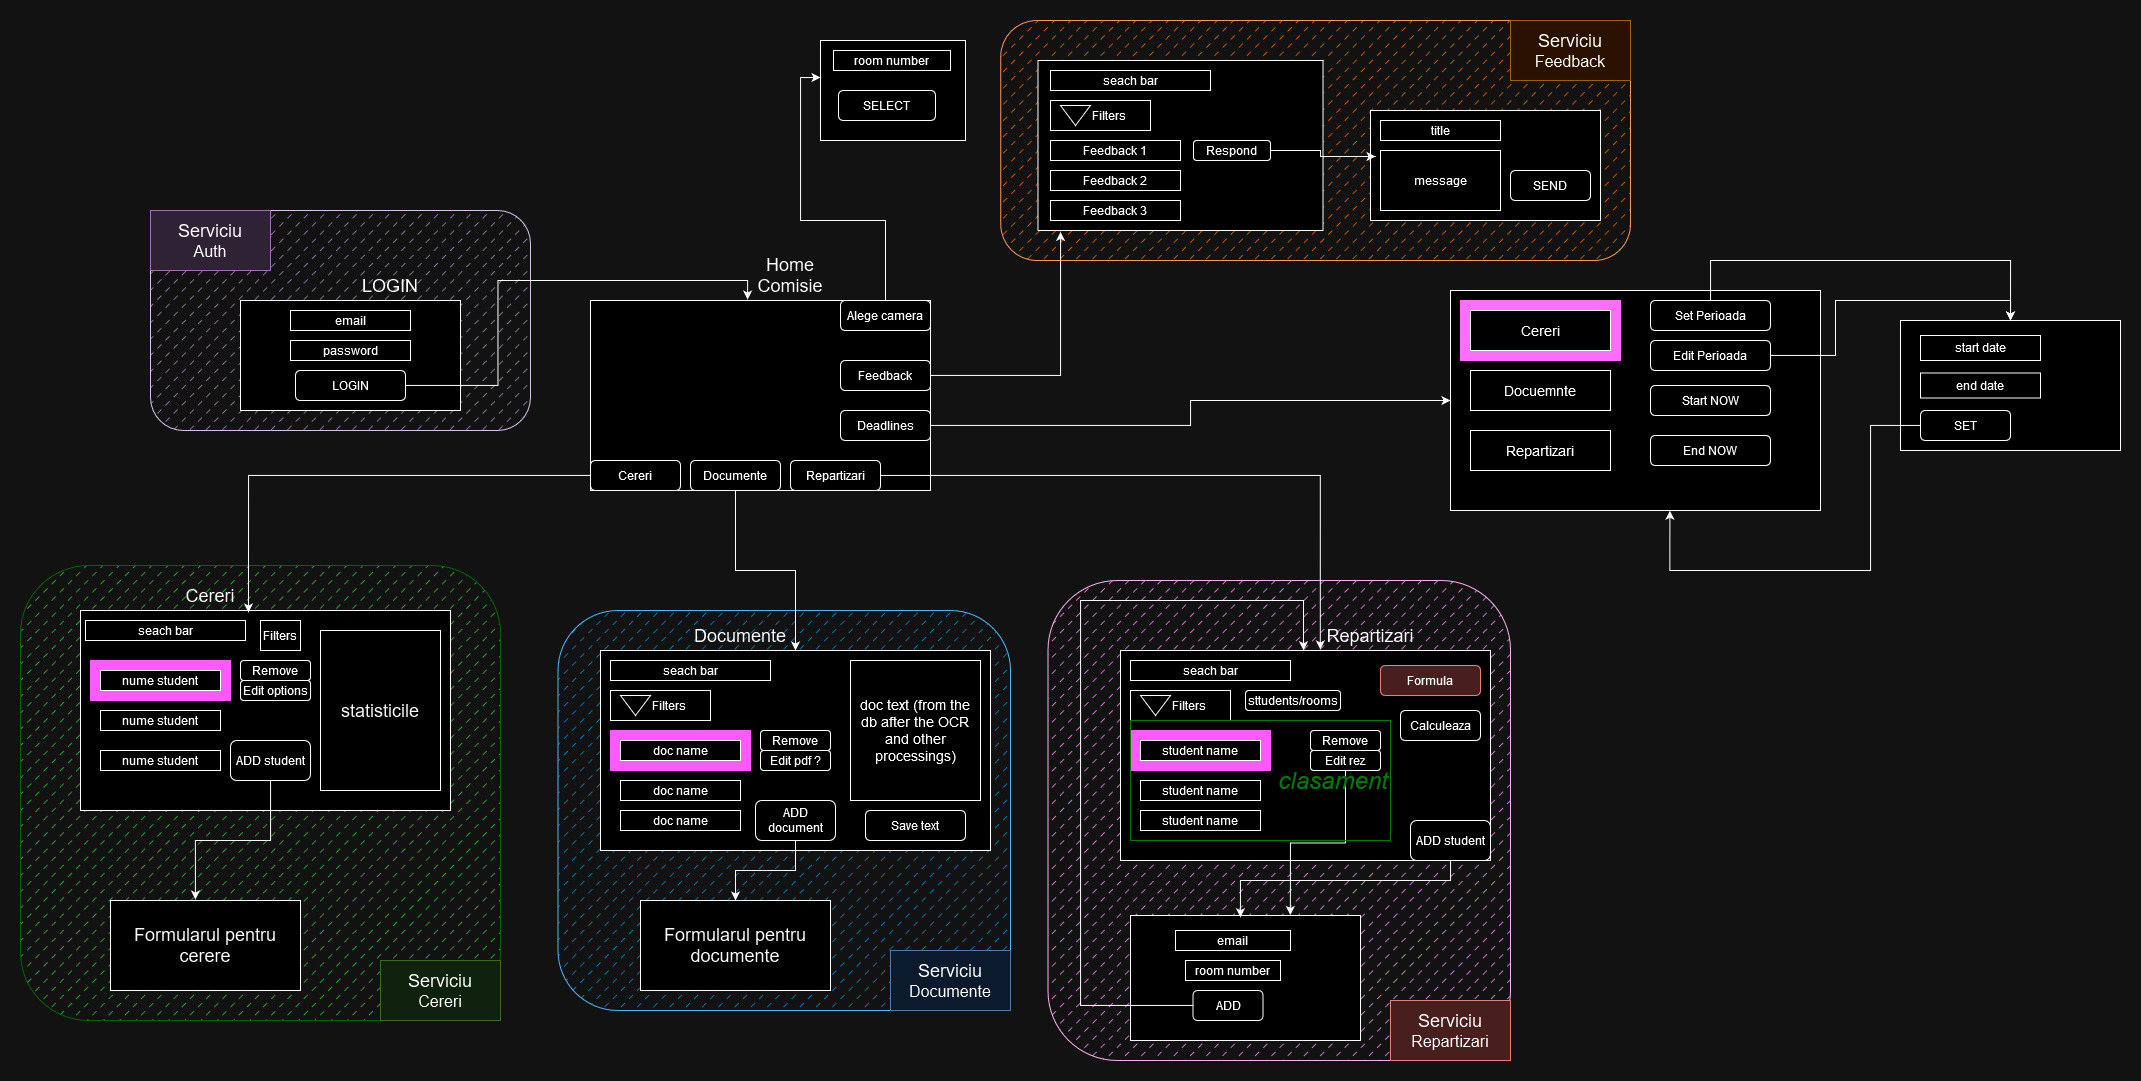 room number
SELECT
Serviciu
Feedback
seach bar
Filters
Feedback 1
Respond
Feedback 2
Feedback 3
title
message
SEND
Serviciu
Auth
LOGIN
email
password
LOGIN
Home
Comisie
Alege camera
Feedback
Deadlines
Cereri
Documente
Repartizari
Cereri
Docuemnte
Repartizari
Set Perioada
Edit Perioada
Start NOW
End NOW
start date
end date
SET
Cereri
seach bar
Filters
nume student
Remove
Edit options
nume student
nume student
ADD student
statisticile
Formularul pentru
cerere
Serviciu
Cereri
Documente
seach bar
Filters
doc name
Remove
Edit pdf ?
doc name
doc name
ADD
document
doc text (from the
db after the OCR
and other
processings)
Save text
Formularul pentru
documente
Serviciu
Documente
Repartizari
seach bar
Formula
Filters
sttudents/rooms
Calculeaza
student name
Remove
Edit rez
clasament
student name
student name
ADD student
email
room number
ADD
Serviciu
Repartizari